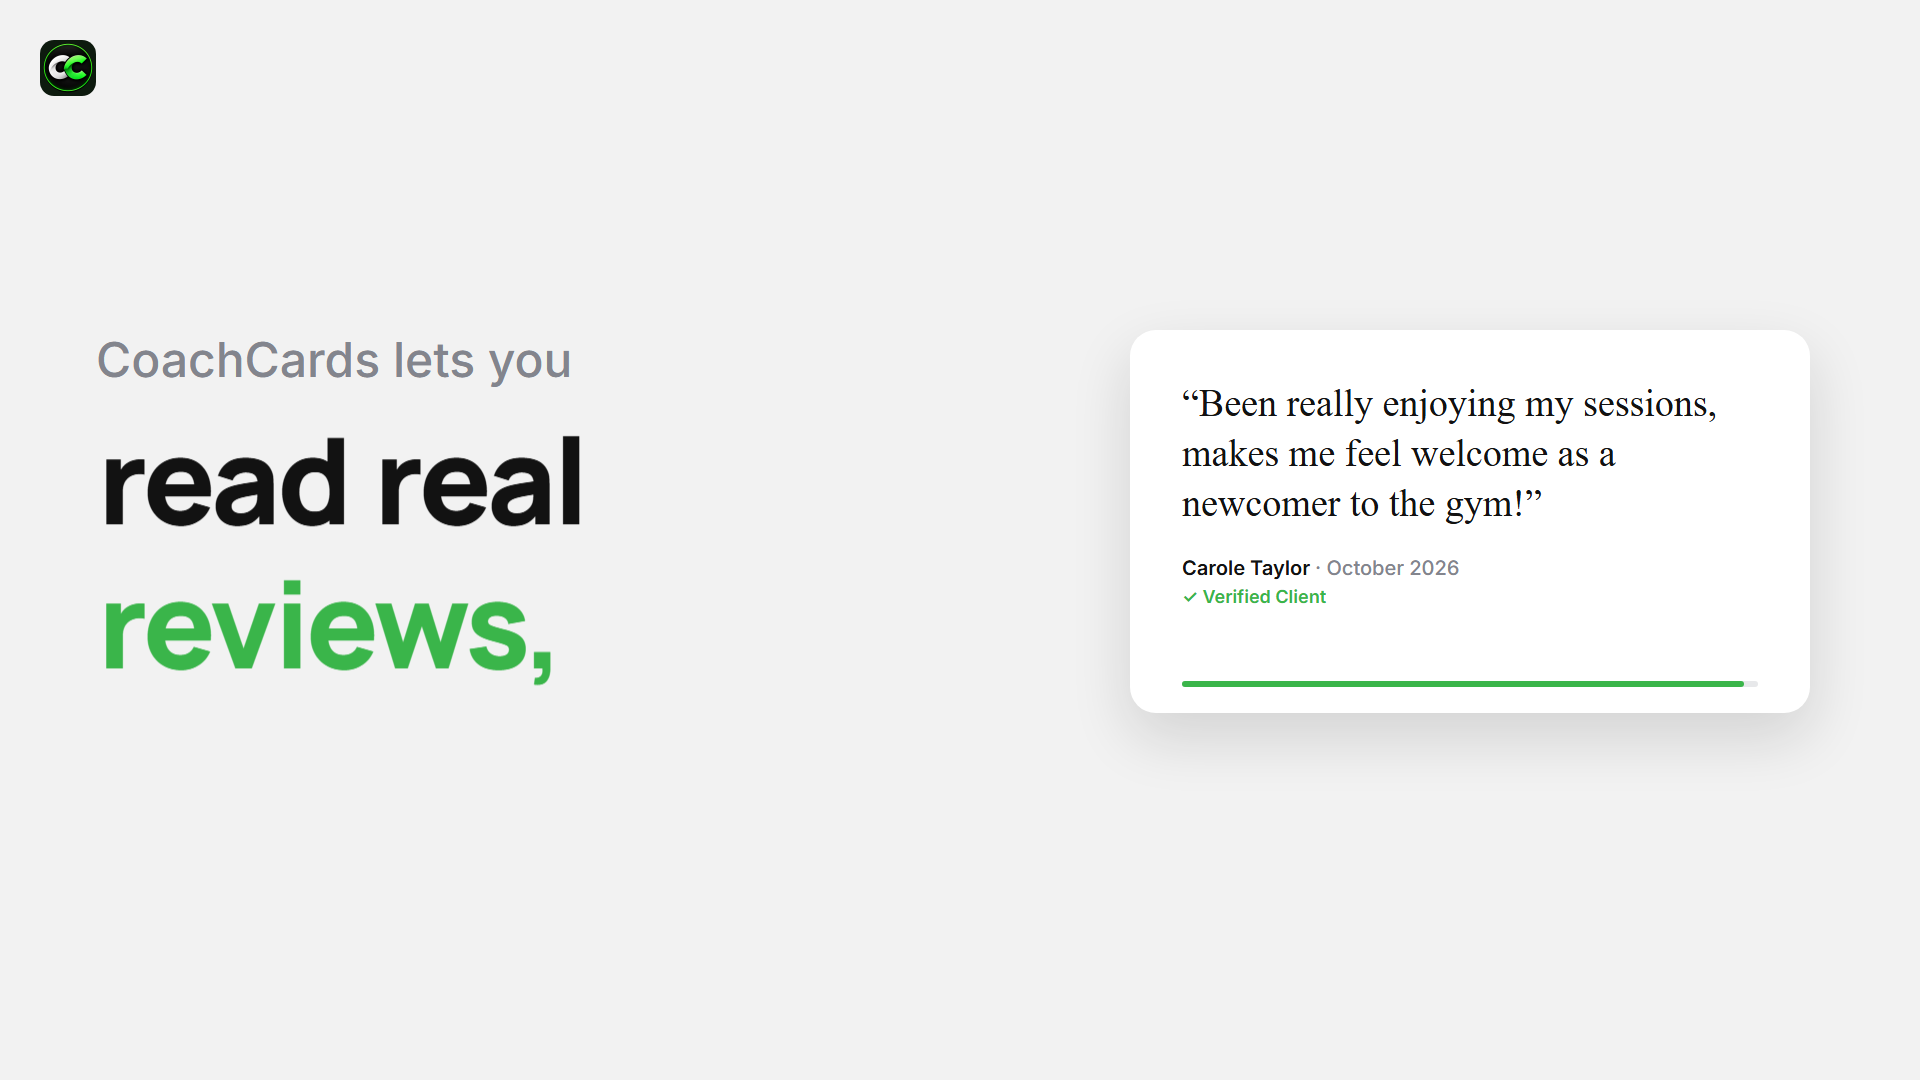 CC
CoachCards lets you
read real
reviews,
“Been really enjoying my sessions,
makes me feel welcome as a
newcomer to the gym!”
Carole Taylor · October 2026
✓ Verified Client